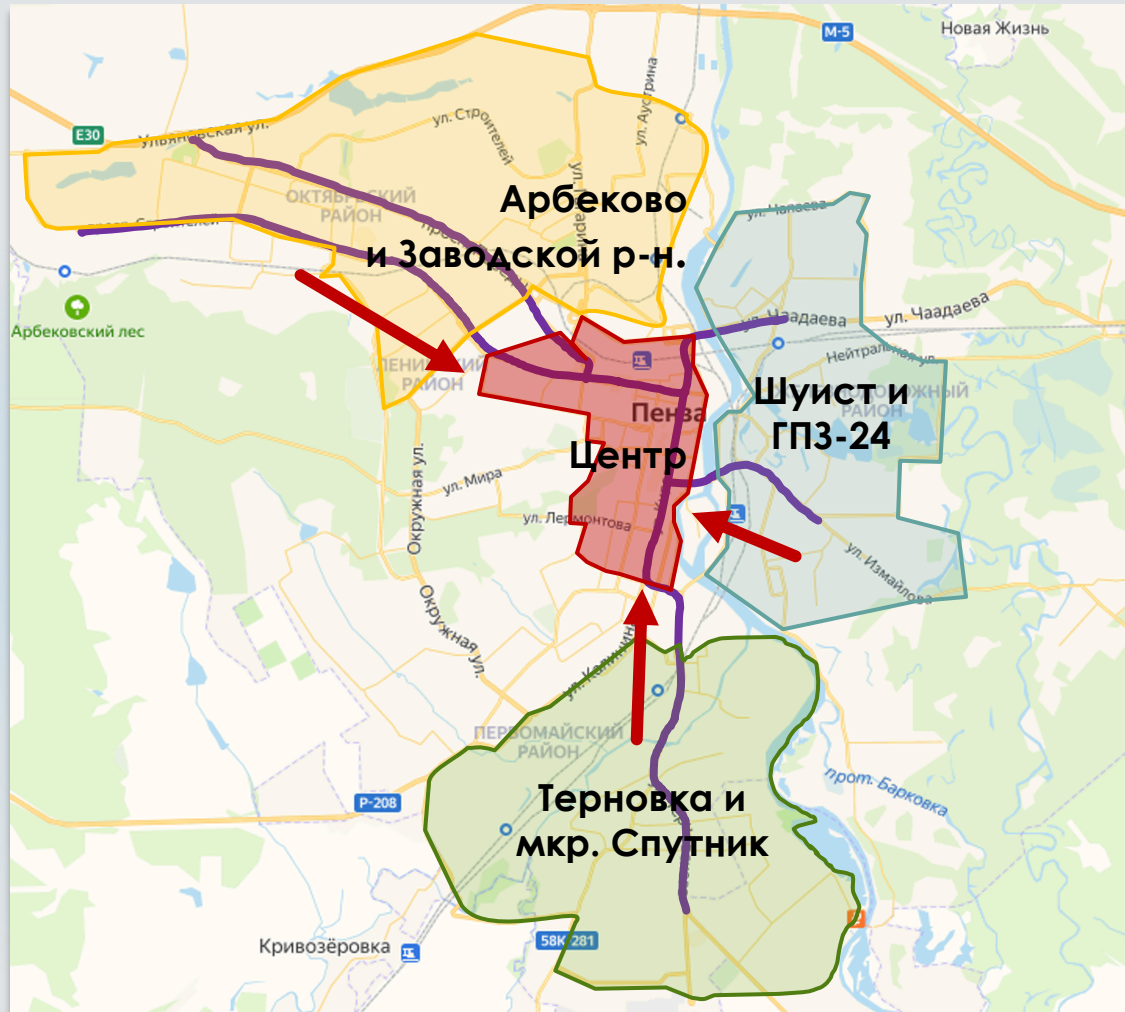 М-5
Новая Жизнь
Е30
Ульяновская ул.
ул. Строителей
ул. Аустрина
ОКТЯБРЬСКИЙ
РАЙОН
Арбеково
и Заводской р-н.
ул. Чапаева
Арбековский лес
ул. Чаадаева
Чаадаева
Нейтральная ул.
ЛЕНИНСКИЙ
РАЙОН
Пенза
Шуист и
ГПЗ-24
РАЙОН
Центр
ул. Мира
Окружная ул.
ул. Лермонтова
ул. Измайлова
Окружная ул.
ПЕРВОМАЙСКИЙ
РАЙОН
Р-208
прот. Барковка
Терновка и
мкр. Спутник
Кривозёровка
58К-281